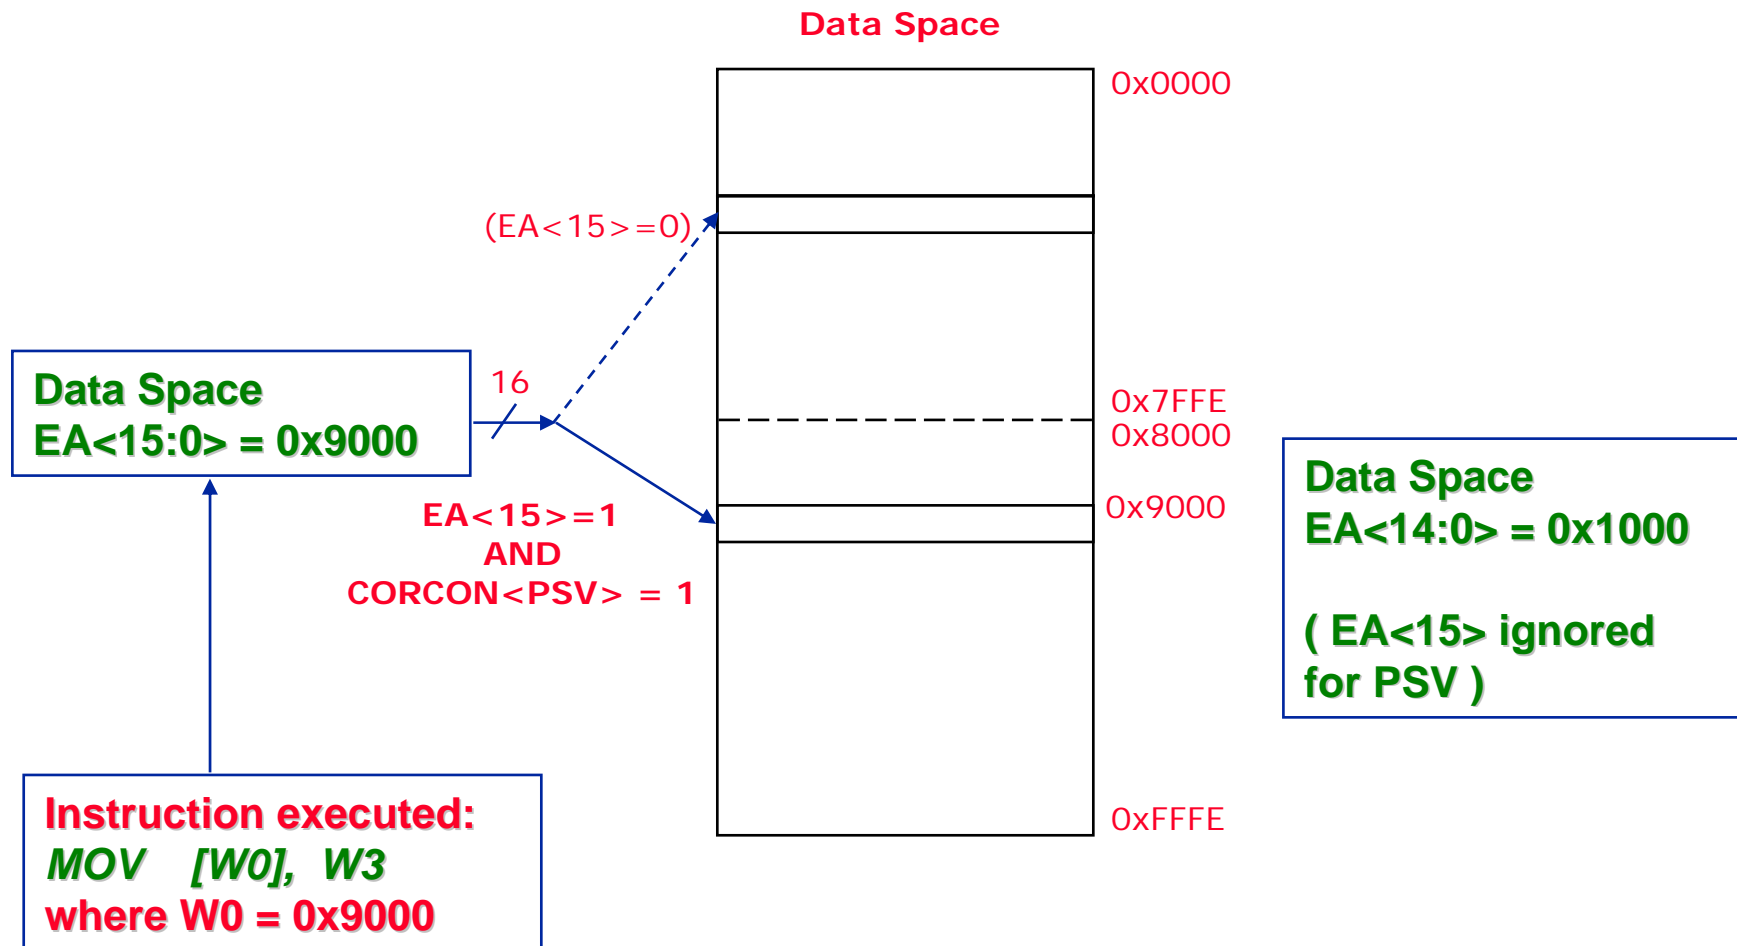 Data Space
0x0000
(EA<15>=0)
16
Data Space
EA<15:0> = 0x9000
0x7FFE
0x8000
0x9000
EA<15>=1
AND
CORCON<PSV> = 1
Data Space
EA<14:0> = 0x1000
( EA<15> ignored
for PSV )
0xFFFE
Instruction executed:
MOV [W0], W3
where W0 = 0x9000